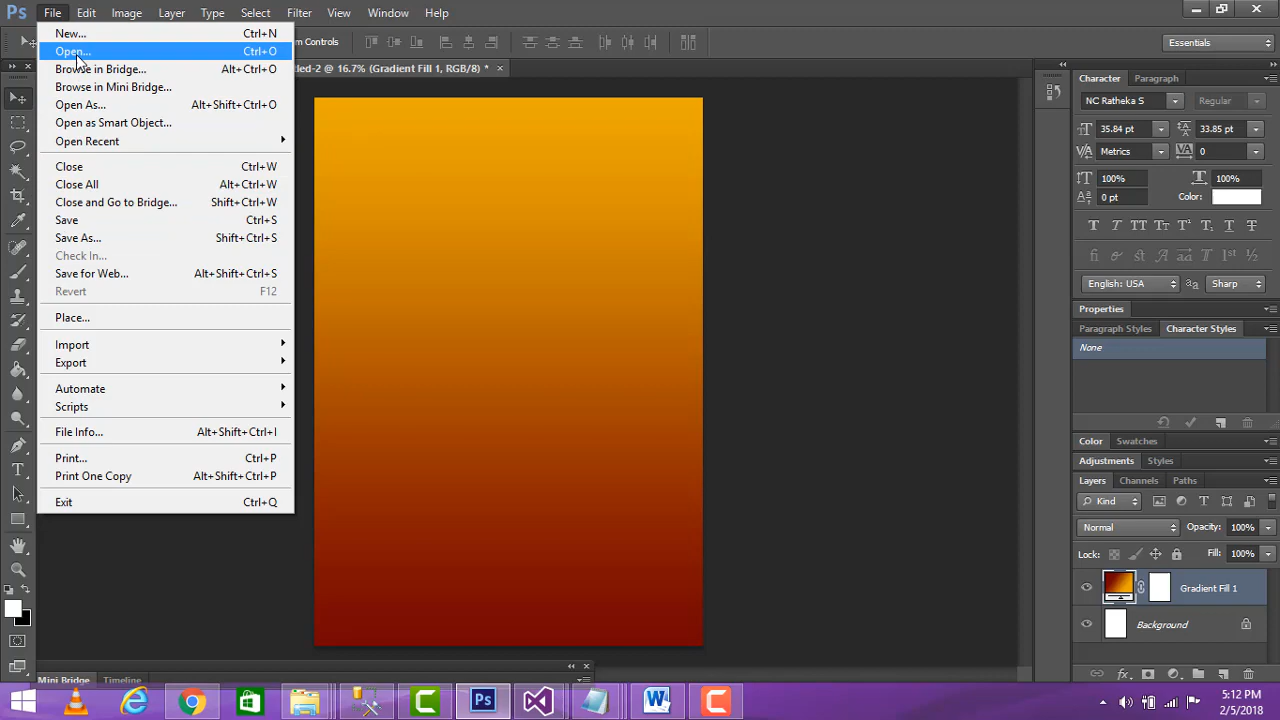 Ps File Edit Image Layer Type Select Filter View Window Help
m Controls Essentials
tled-2 @ 16.7% (Gradient Fill 1, RGB/8) *
New... Ctrl+N
Open... Ctrl+O
Browse in Bridge... Alt+Ctrl+O
Browse in Mini Bridge...
Open As... Alt+Shift+Ctrl+O
Open as Smart Object...
Open Recent
Close Ctrl+W
Close All Alt+Ctrl+W
Close and Go to Bridge... Shift+Ctrl+W
Save Ctrl+S
Save As... Shift+Ctrl+S
Check In...
Save for Web... Alt+Shift+Ctrl+S
Revert F12
Place...
Import
Export
Automate
Scripts
File Info... Alt+Shift+Ctrl+I
Print... Ctrl+P
Print One Copy Alt+Shift+Ctrl+P
Exit Ctrl+Q
Character Paragraph
NC Ratheka S Regular
35.84 pt 33.85 pt
Metrics 0
100% 100%
0 pt Color:
English: USA Sharp
Properties
Paragraph Styles Character Styles
None
Color Swatches
Adjustments Styles
Layers Channels Paths
Kind
Normal Opacity: 100%
Lock: Fill: 100%
Gradient Fill 1
Background
Mini Bridge Timeline
Ps
5:12 PM
2/5/2018